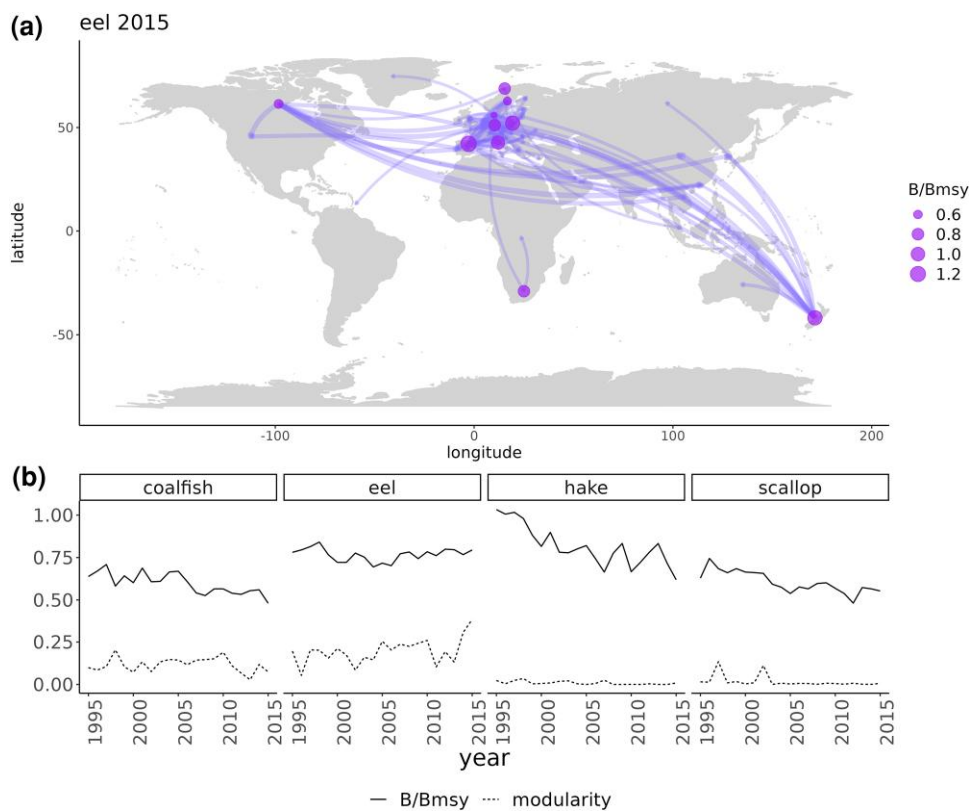 (a)
eel 2015
50
0
-50
latitude
-100
0
100
200
longitude
B/Bmsy
0.6
0.8
1.0
1.2
(b)
coalfish
eel
hake
scallop
1.00
0.75
0.50
0.25
0.00
1995
2000
2005
2010
2015
1995
2000
2005
2010
2015
1995
2000
2005
2010
2015
1995
2000
2005
2010
2015
year
B/Bmsy
modularity